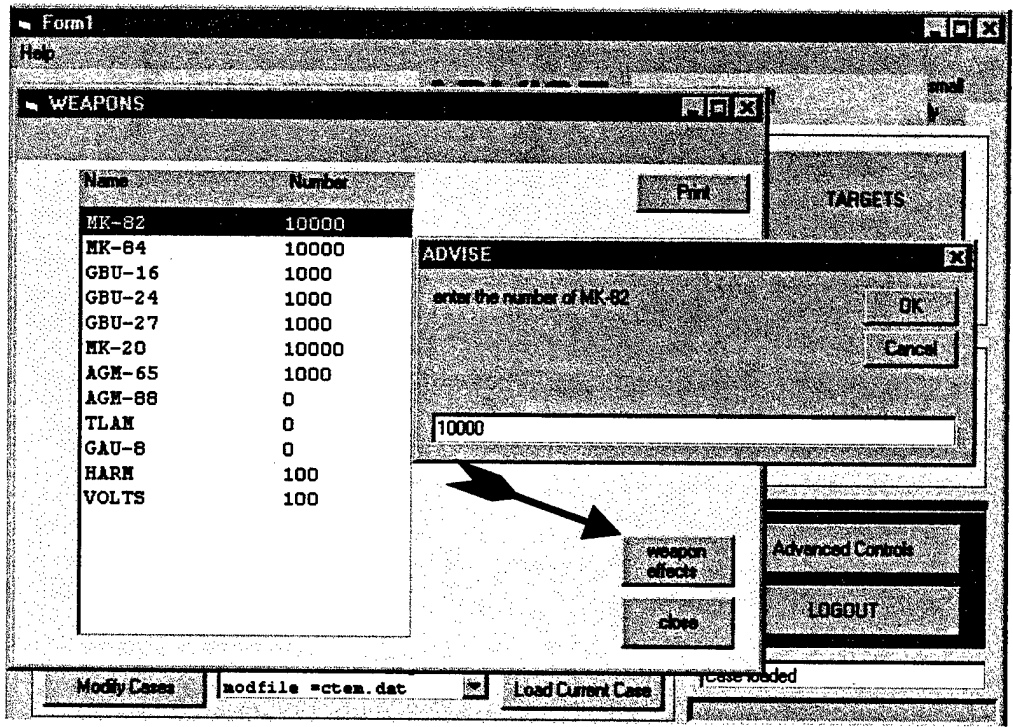 Form1
Help
small
WEAPONS
Name Number
Print
TARGETS
MK-82 10000
MK-84 10000
GBU-16 1000
GBU-24 1000
GBU-27 1000
MK-20 10000
AGM-65 1000
AGM-88 0
TLAM 0
GAU-8 0
HARM 100
VOLTS 100
ADVISE
enter the number of MK-82
OK
Cancel
10000
weapon
effects
close
Advanced Controls
LOGOUT
Modify Cases
modfile =ctem.dat
Load Current Case
Case loaded